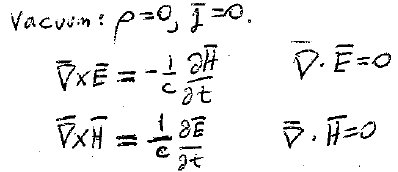 Vacuum: ρ=0, j̄=0.
∇̄×Ē = -1/c ∂H̄/∂t   ∇̄·Ē=0
∇̄×H̄ = 1/c ∂Ē/∂t   ∇̄·H̄=0